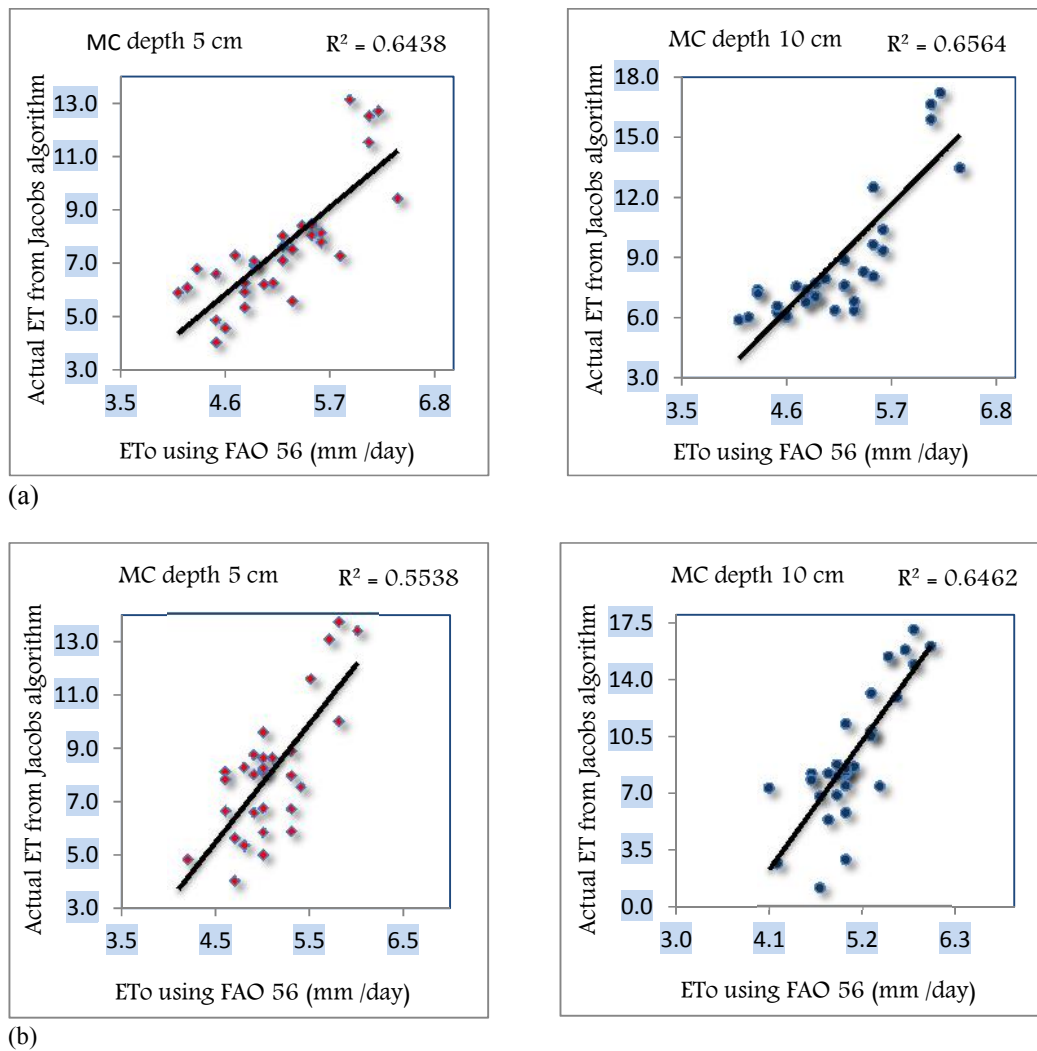 MC depth 5 cm R² = 0.6438
Actual ET from Jacobs algorithm
13.0
11.0
9.0
7.0
5.0
3.0
3.5 4.6 5.7 6.8
ETo using FAO 56 (mm /day)
MC depth 10 cm R² = 0.6564
Actual ET from Jacobs algorithm
18.0
15.0
12.0
9.0
6.0
3.0
3.5 4.6 5.7 6.8
ETo using FAO 56 (mm /day)
(a)
MC depth 5 cm R² = 0.5538
Actual ET from Jacobs algorithm
13.0
11.0
9.0
7.0
5.0
3.0
3.5 4.5 5.5 6.5
ETo using FAO 56 (mm /day)
MC depth 10 cm R² = 0.6462
Actual ET from Jacobs algorithm
17.5
14.0
10.5
7.0
3.5
0.0
3.0 4.1 5.2 6.3
ETo using FAO 56 (mm /day)
(b)